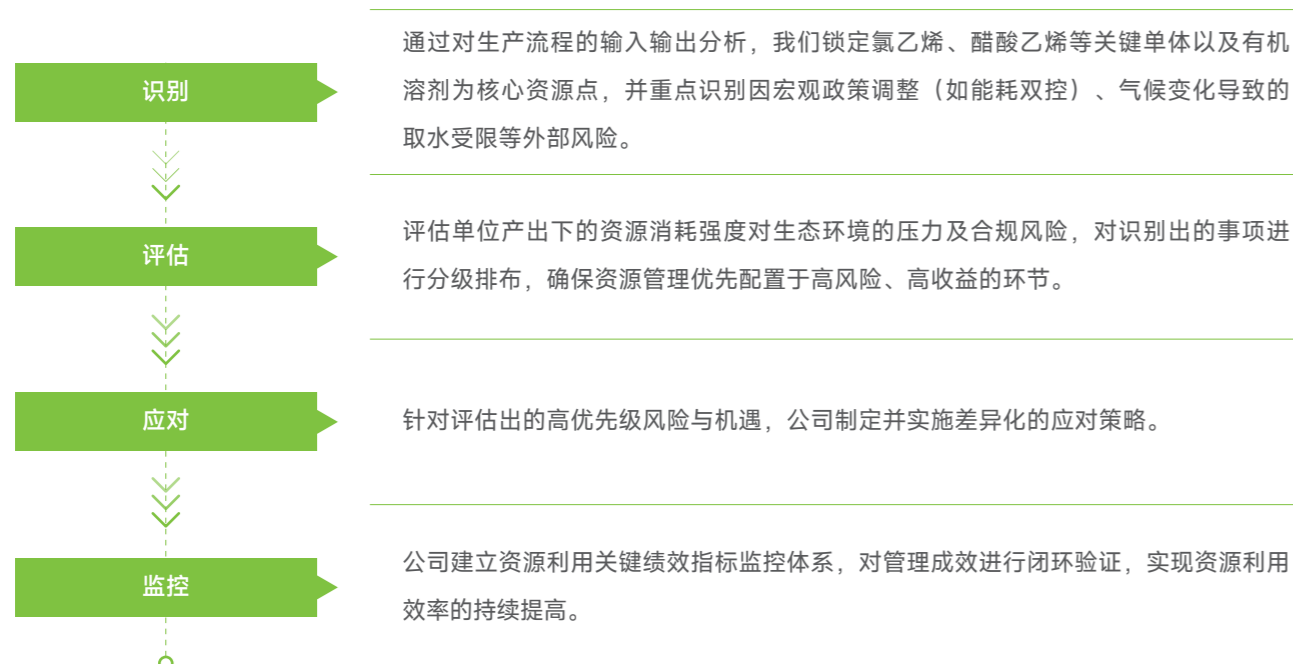 识别
通过对生产流程的输入输出分析，我们锁定氯乙烯、醋酸乙烯等关键单体以及有机
溶剂为核心资源点，并重点识别因宏观政策调整（如能耗双控）、气候变化导致的
取水受限等外部风险。
评估
评估单位产出下的资源消耗强度对生态环境的压力及合规风险，对识别出的事项进
行分级排布，确保资源管理优先配置于高风险、高收益的环节。
应对
针对评估出的高优先级风险与机遇，公司制定并实施差异化的应对策略。
监控
公司建立资源利用关键绩效指标监控体系，对管理成效进行闭环验证，实现资源利用
效率的持续提高。